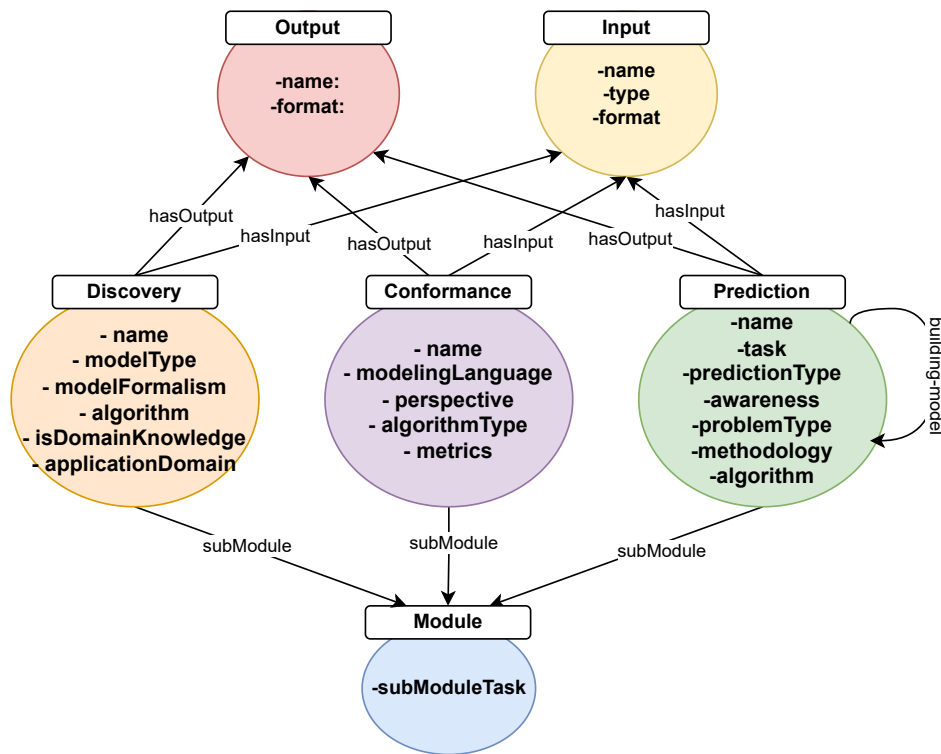 Output
Input
-name:
-format:
-name
-type
-format
hasOutput
hasInput
hasOutput
hasInput
hasOutput
hasInput
Discovery
- name
- modelType
- modelFormalism
- algorithm
- isDomainKnowledge
- applicationDomain
Conformance
- name
- modelingLanguage
- perspective
- algorithmType
- metrics
Prediction
-name
-task
-predictionType
-awareness
-problemType
-methodology
-algorithm
building-model
subModule
subModule
subModule
Module
-subModuleTask